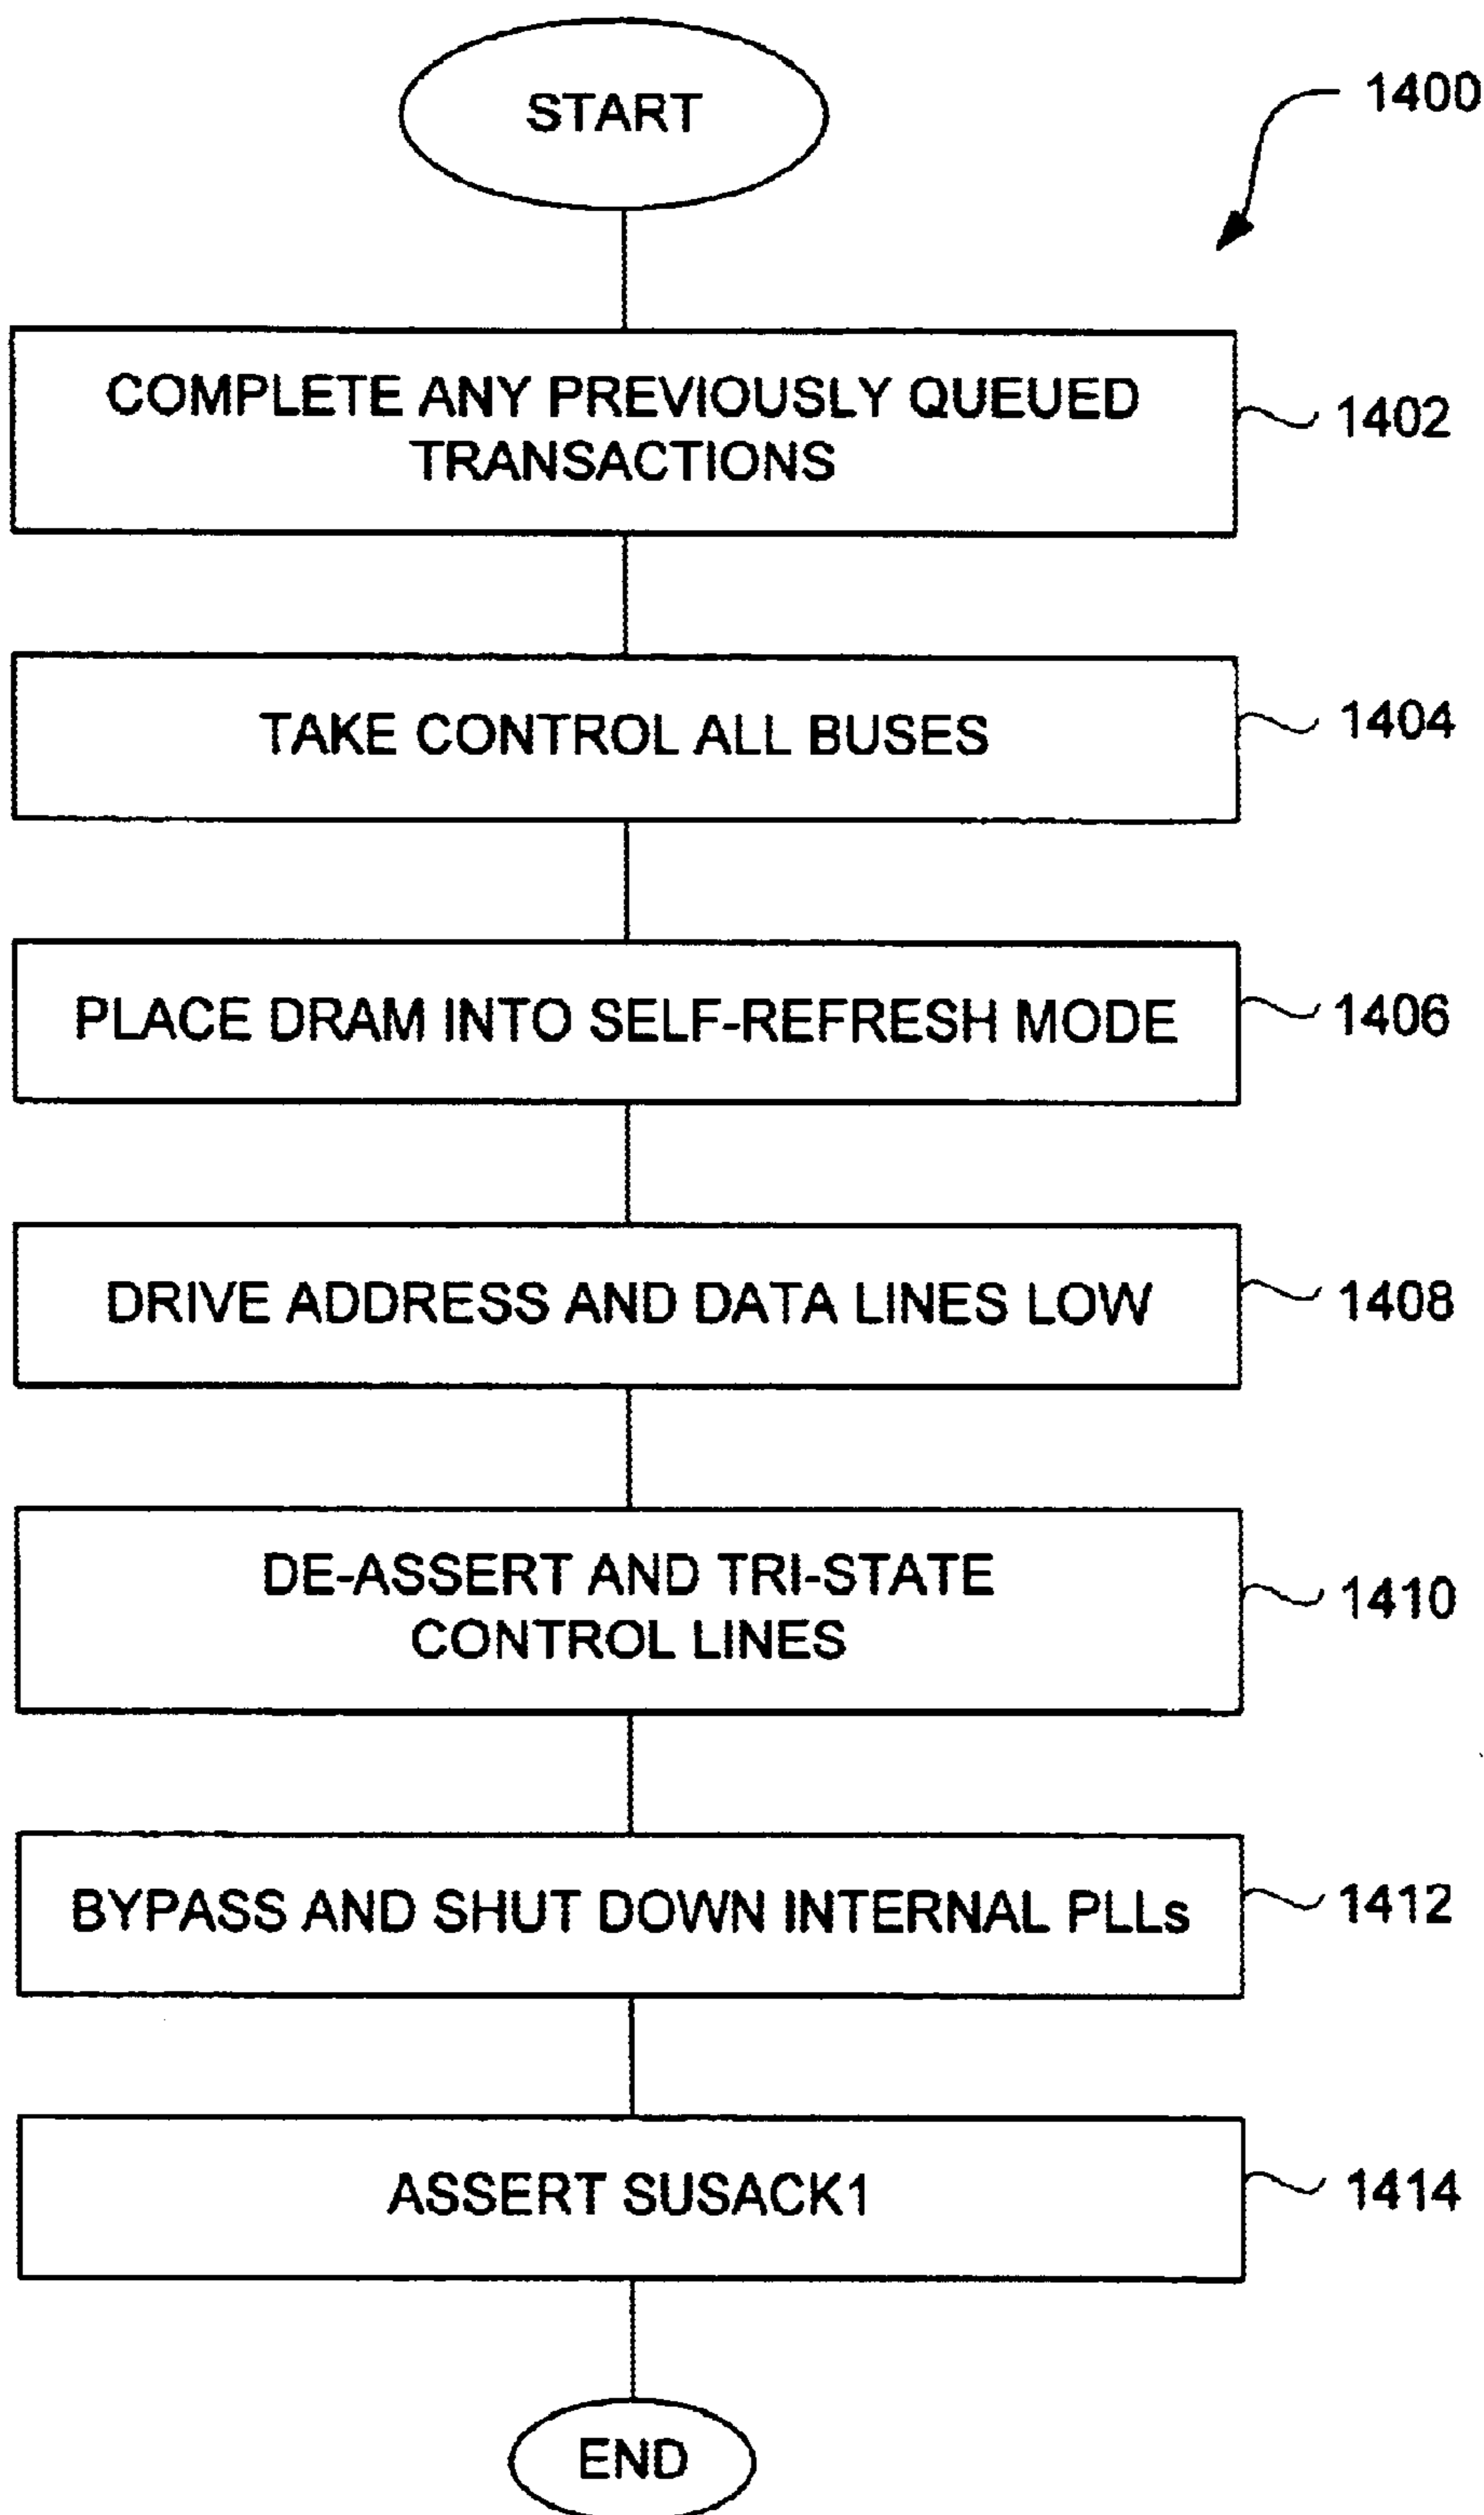 START
1400
COMPLETE ANY PREVIOUSLY QUEUED
TRANSACTIONS
1402
TAKE CONTROL ALL BUSES
1404
PLACE DRAM INTO SELF-REFRESH MODE
1406
DRIVE ADDRESS AND DATA LINES LOW
1408
DE-ASSERT AND TRI-STATE
CONTROL LINES
1410
BYPASS AND SHUT DOWN INTERNAL PLLs
1412
ASSERT SUSACK1
1414
END